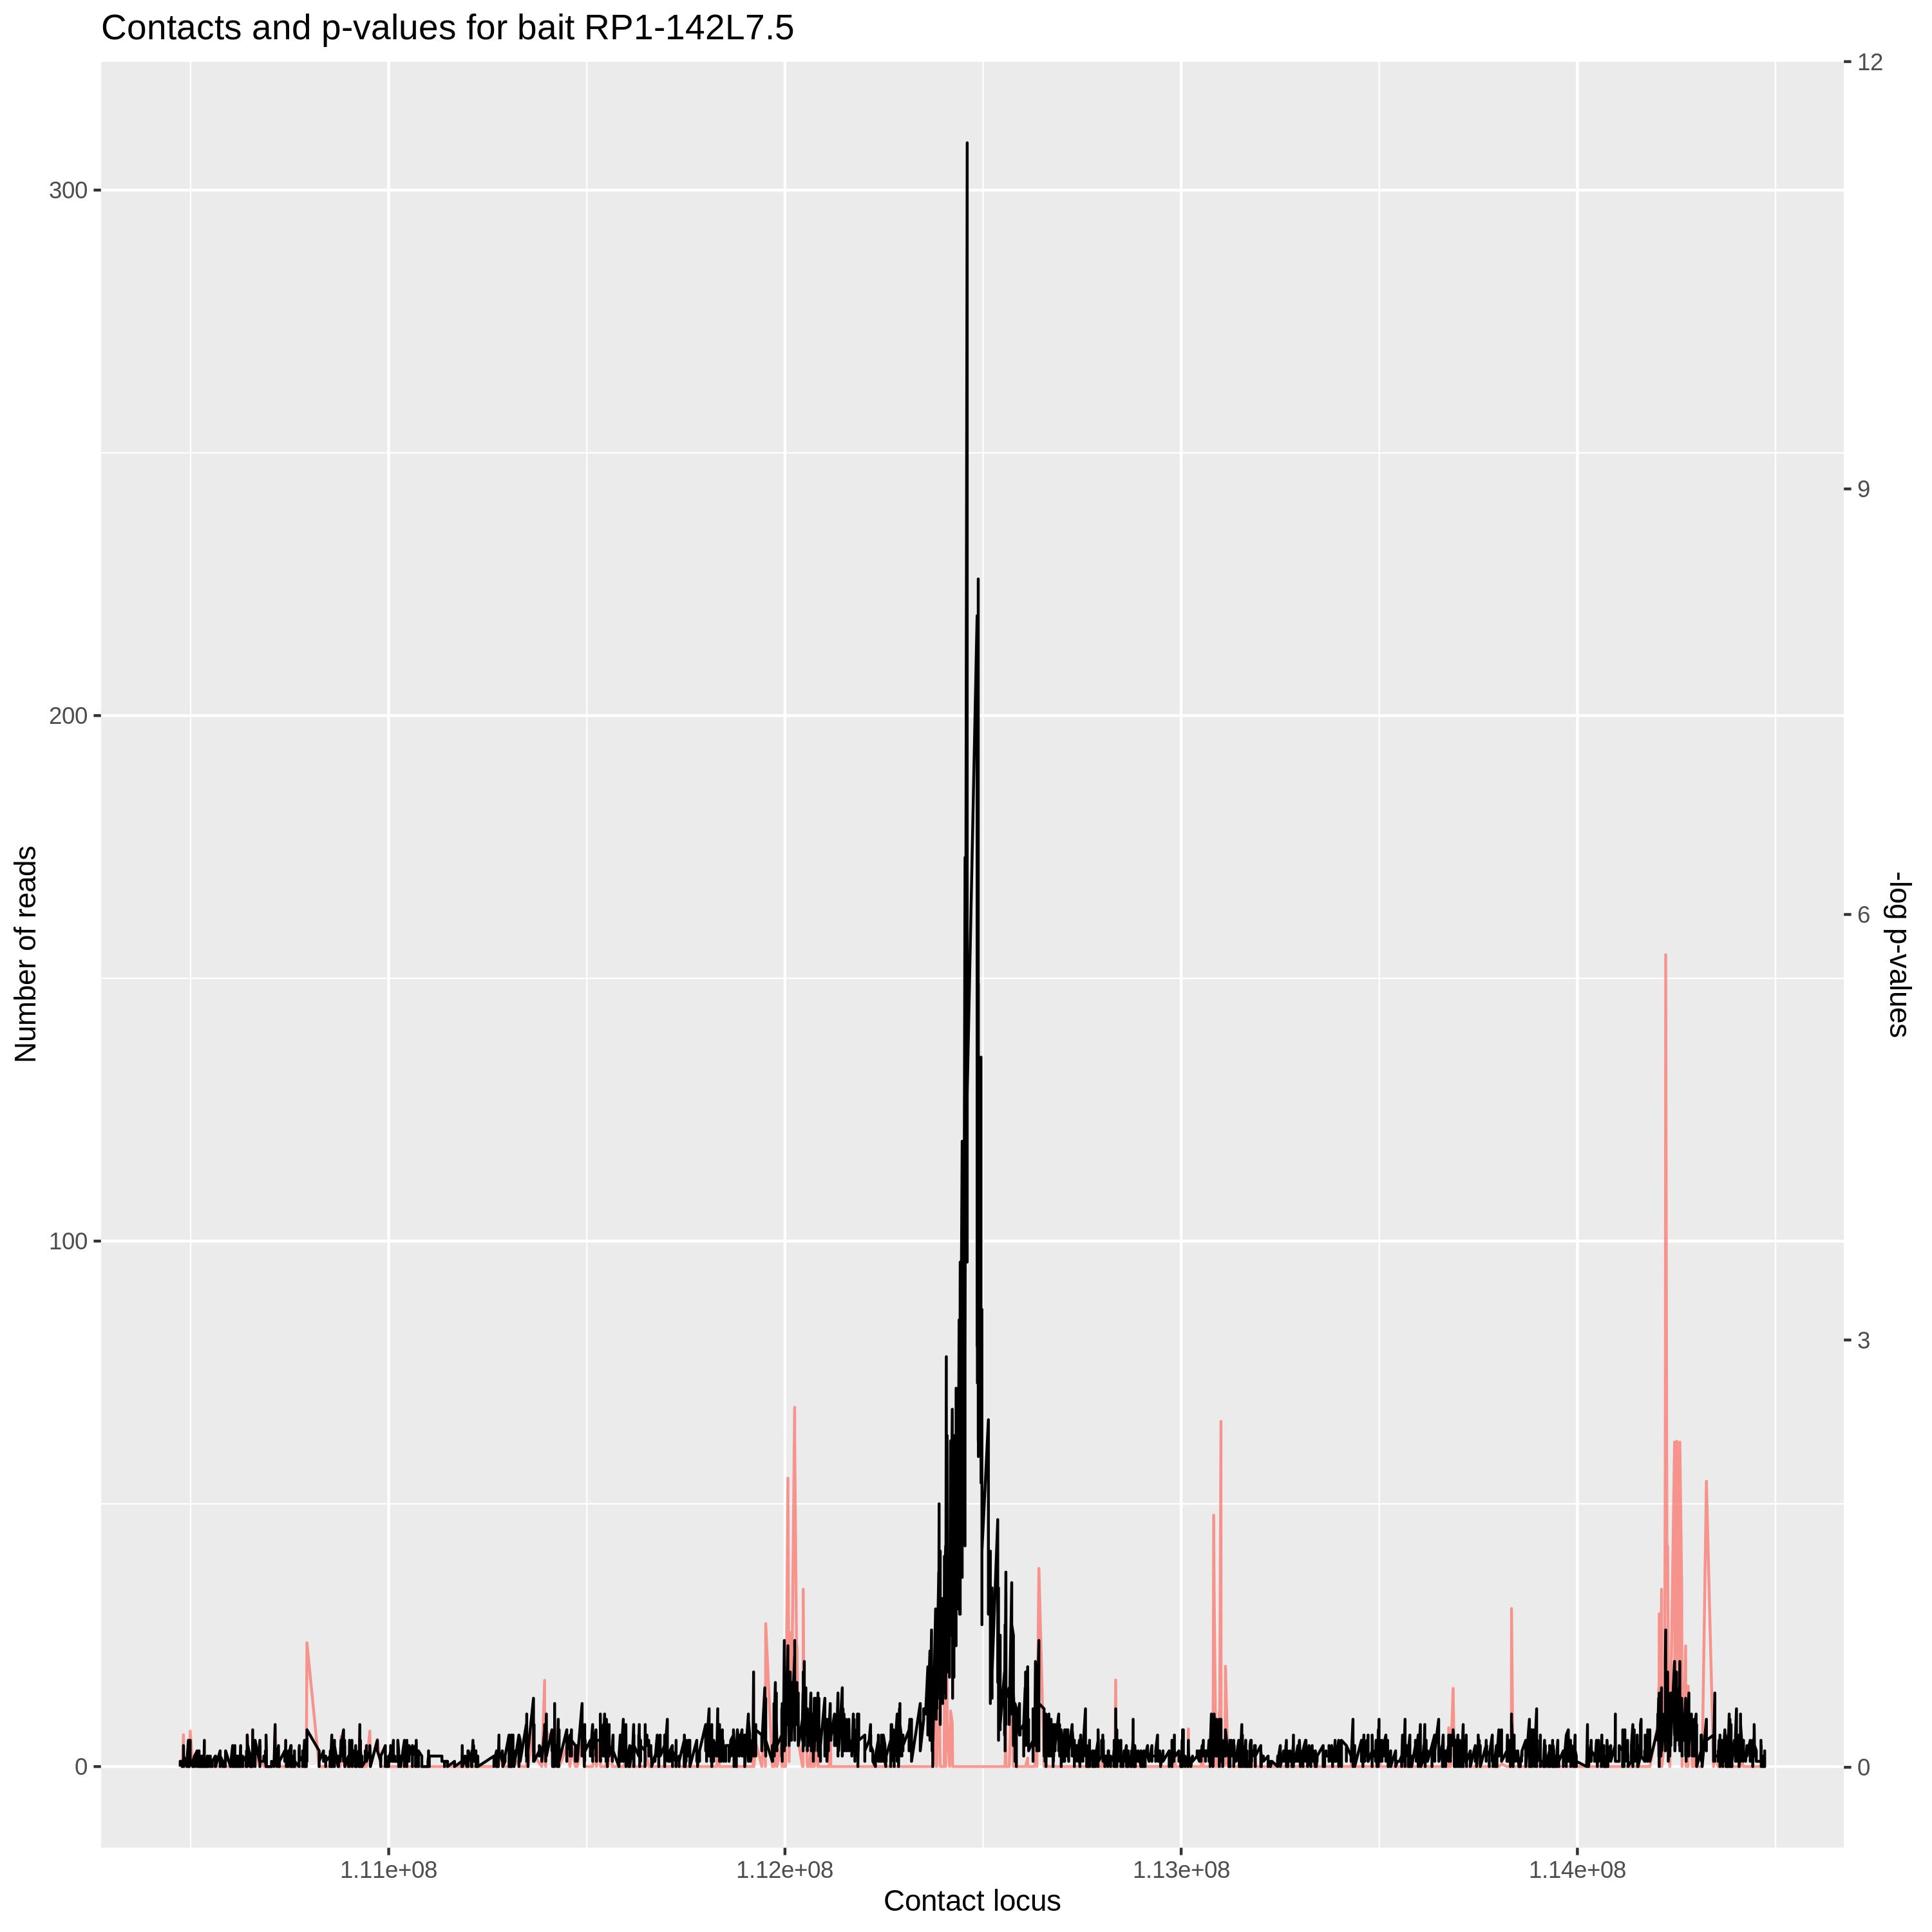 Contacts and p-values for bait RP1-142L7.5
Number of reads
300
200
100
0
12
9
6
3
0
-log p-values
1.11e+08
1.12e+08
1.13e+08
1.14e+08
Contact locus